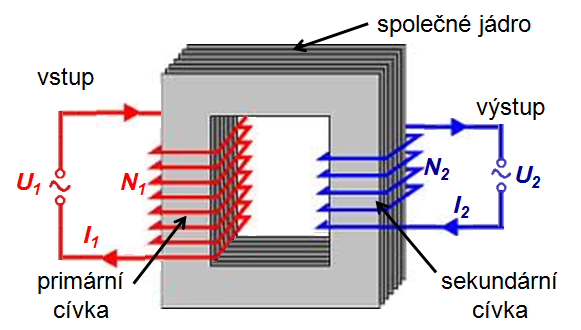 společné jádro
vstup
výstup
U1
N1
N2
U2
I1
I2
primární
cívka
sekundární
cívka